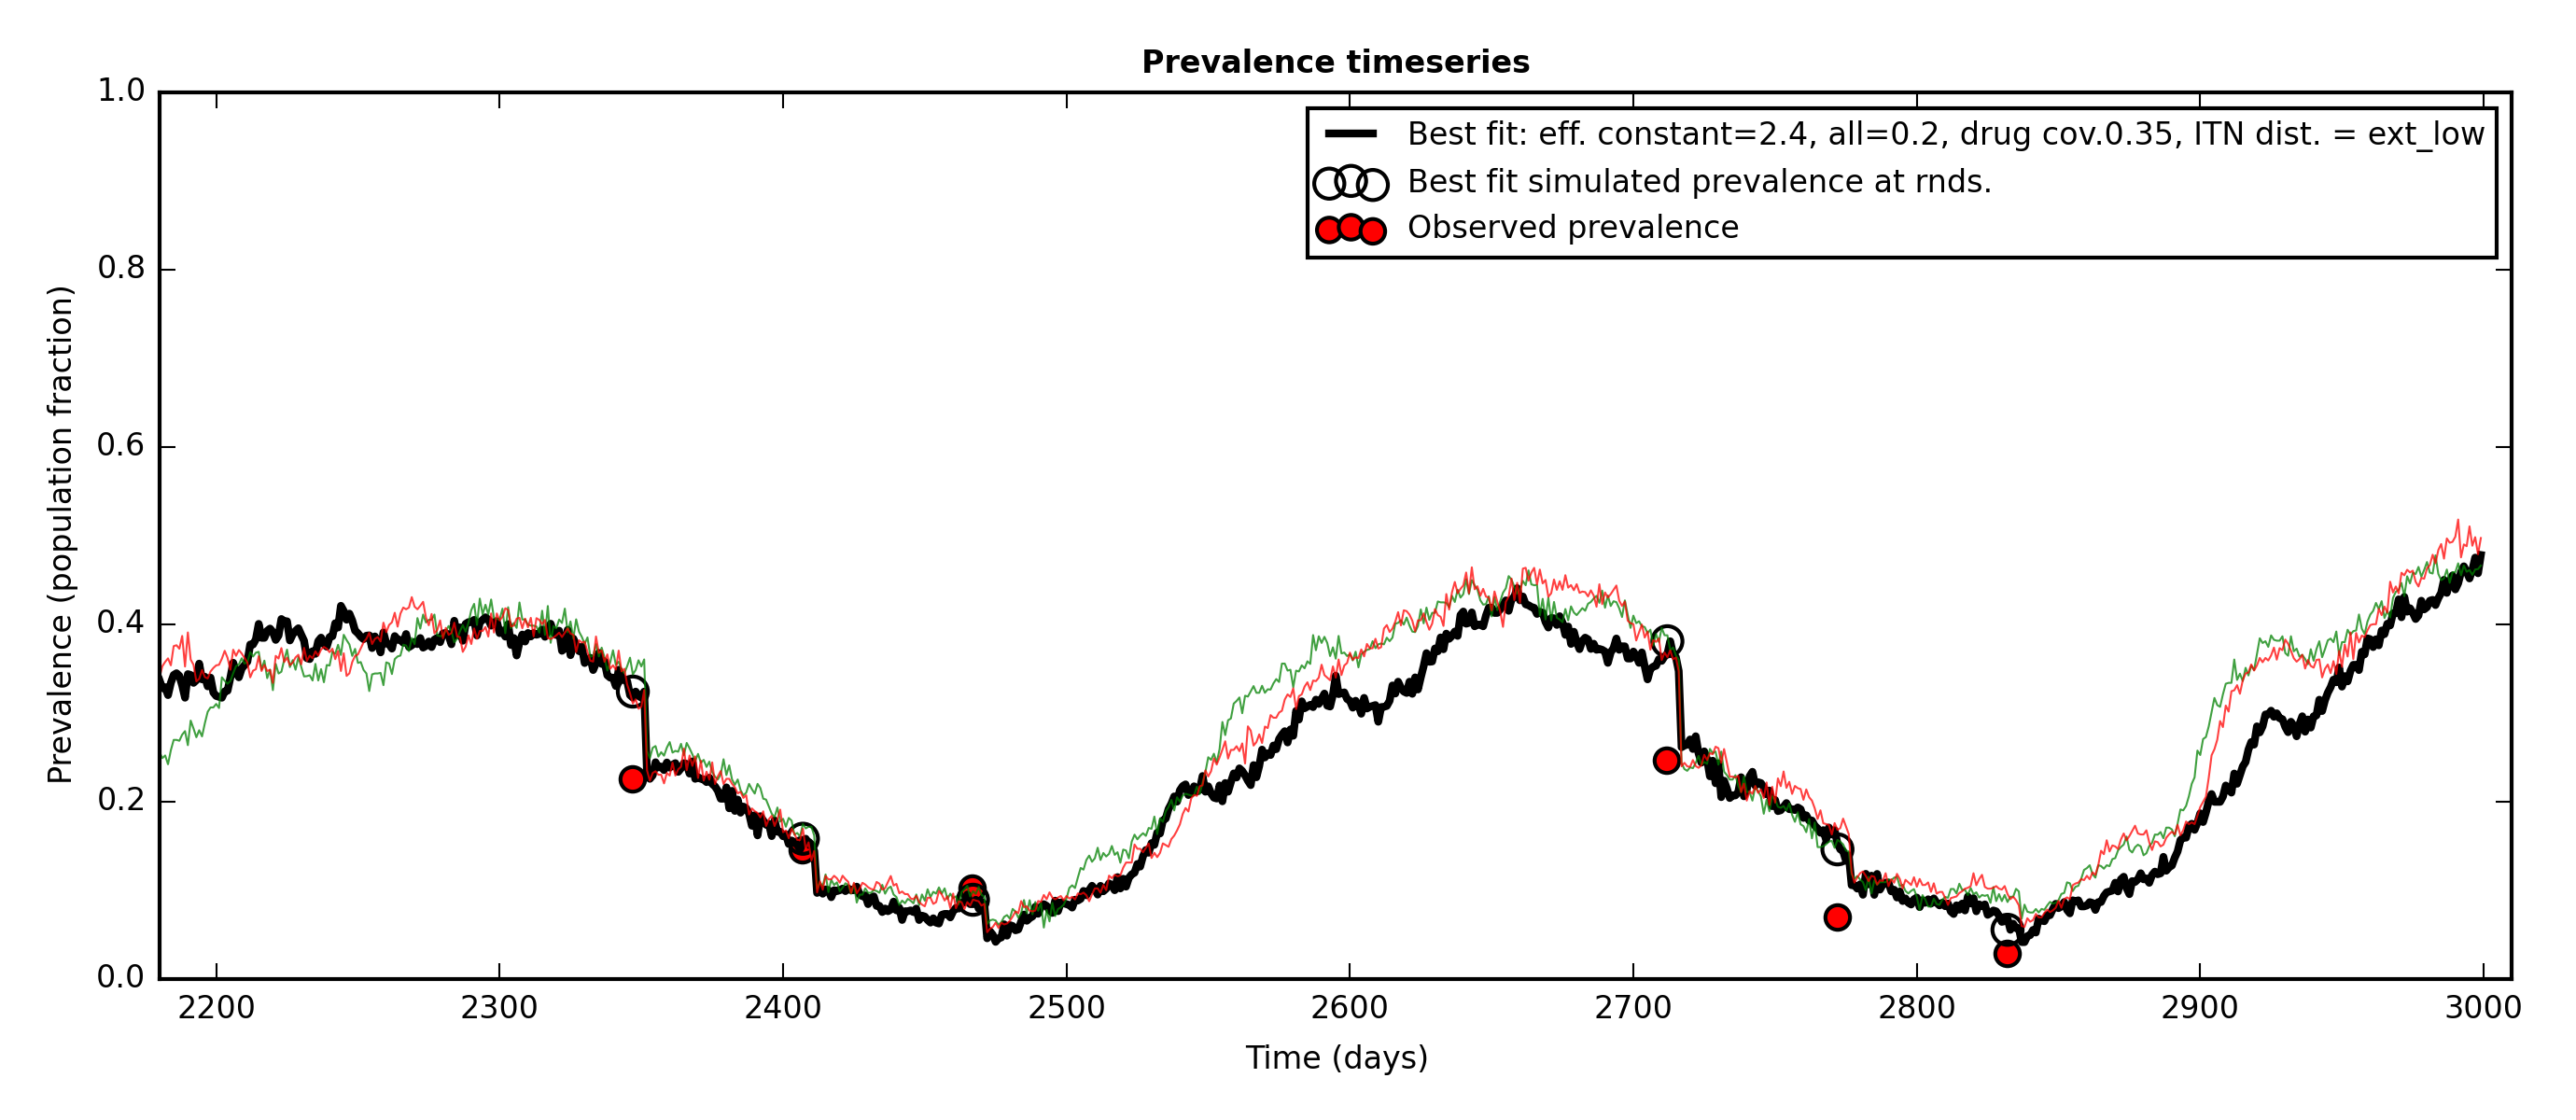 Prevalence timeseries
Best fit: eff. constant=2.4, all=0.2, drug cov.0.35, ITN dist. = ext_low
Best fit simulated prevalence at rnds.
Observed prevalence
Prevalence (population fraction)
1.0
0.8
0.6
0.4
0.2
0.0
2200 2300 2400 2500 2600 2700 2800 2900 3000
Time (days)